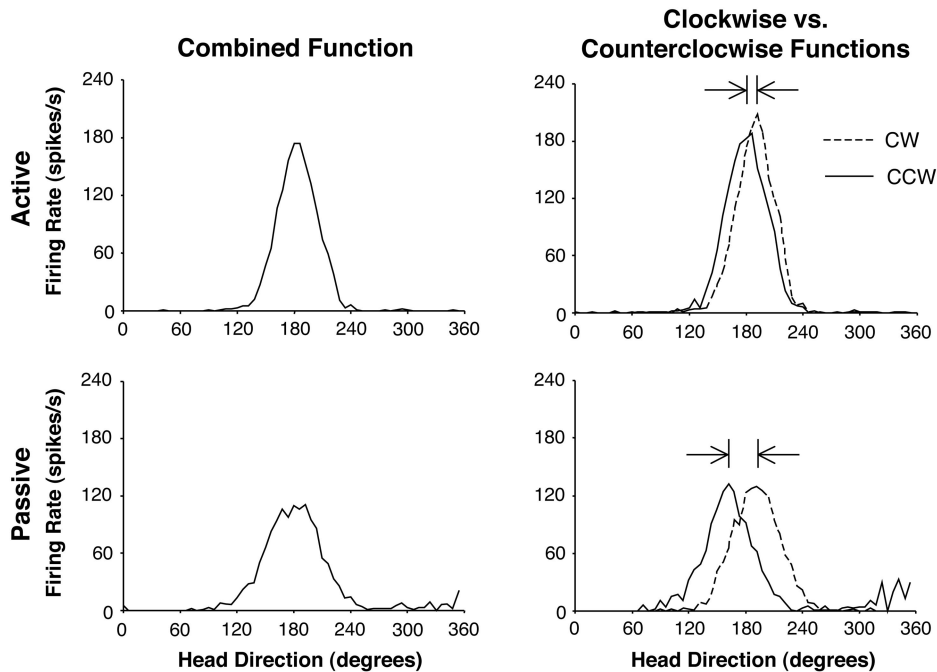 Combined Function
Clockwise vs.
Counterclocwise Functions
Active
Firing Rate (spikes/s)
240
180
120
60
0
0 60 120 180 240 300 360
240
180
120
60
0
0 60 120 180 240 300 360
CW
CCW
Passive
Firing Rate (spikes/s)
240
180
120
60
0
0 60 120 180 240 300 360
Head Direction (degrees)
240
180
120
60
0
0 60 120 180 240 300 360
Head Direction (degrees)